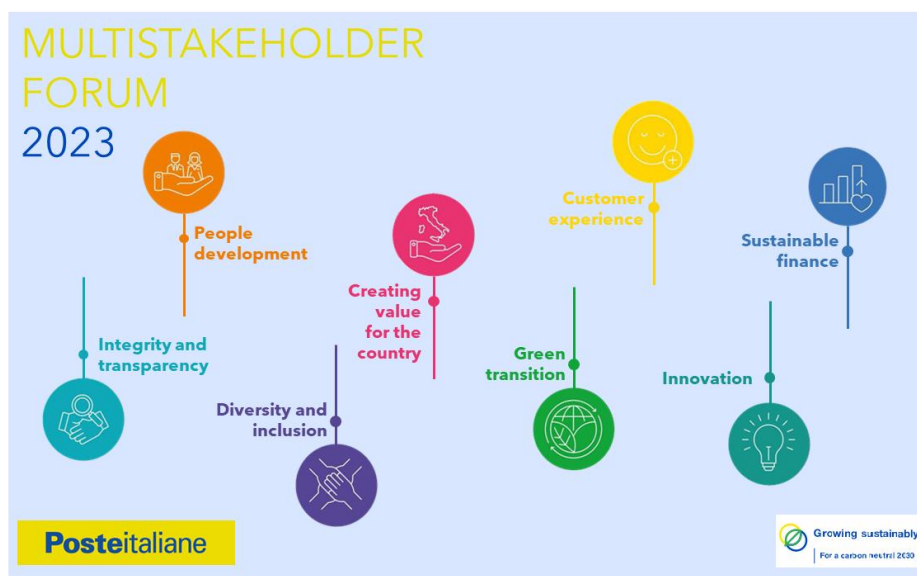 MULTISTAKEHOLDER
FORUM
2023
People
development
Customer
experience
Sustainable
finance
Creating
value
for the
country
Integrity and
transparency
Green
transition
Innovation
Diversity and
inclusion
Posteitaliane
Growing sustainably
For a carbon neutral 2030